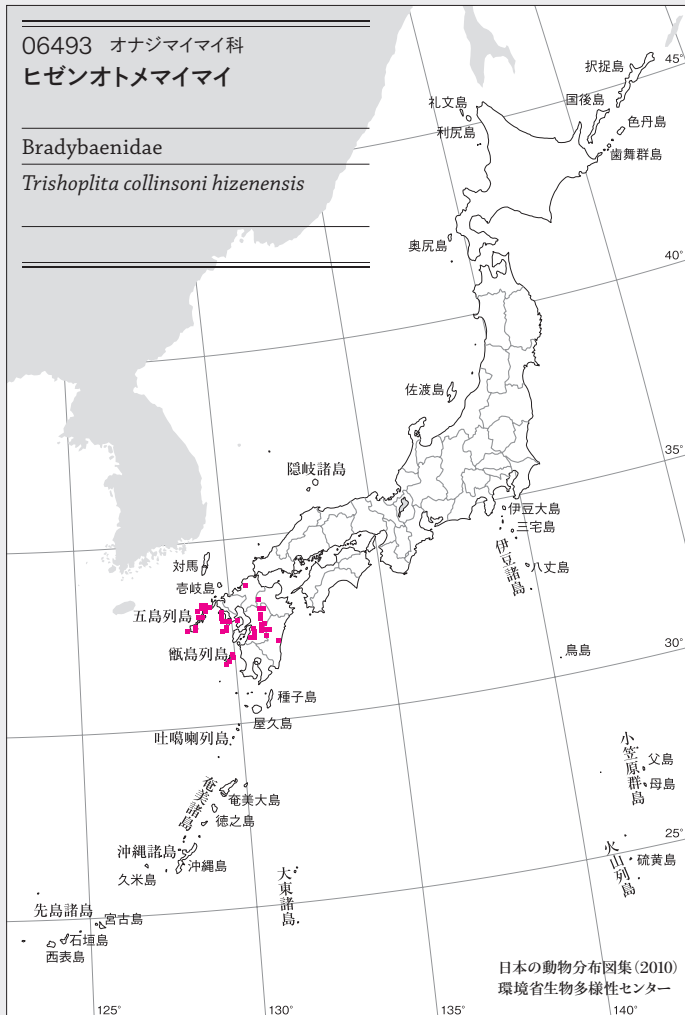 06493 オナジマイマイ科
ヒゼンオトメマイマイ
Bradybaenidae
Trishoplita collinsoni hizenensis
45°
択捉島
国後島
色丹島
歯舞群島
礼文島
利尻島
奥尻島
40°
佐渡島
35°
隠岐諸島
伊豆大島
三宅島
伊豆諸島
八丈島
対馬
壱岐島
五島列島
甑島列島
鳥島
30°
種子島
屋久島
吐噶喇列島
小笠原群島
父島
母島
奄美諸島
奄美大島
徳之島
25°
沖縄諸島
沖縄島
久米島
火山列島
硫黄島
大東諸島
先島諸島
宮古島
石垣島
西表島
日本の動物分布図集(2010)
環境省生物多様性センター
125°
130°
135°
140°